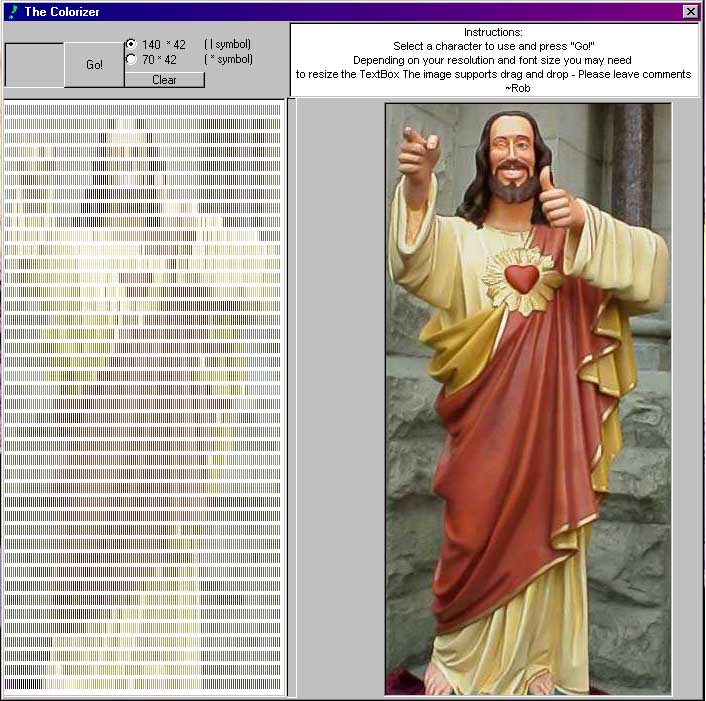 The Colorizer
Go!
140 * 42 ( | symbol)
70 * 42 ( * symbol)
Clear
Instructions:
Select a character to use and press "Go!"
Depending on your resolution and font size you may need
to resize the TextBox The image supports drag and drop - Please leave comments
~Rob